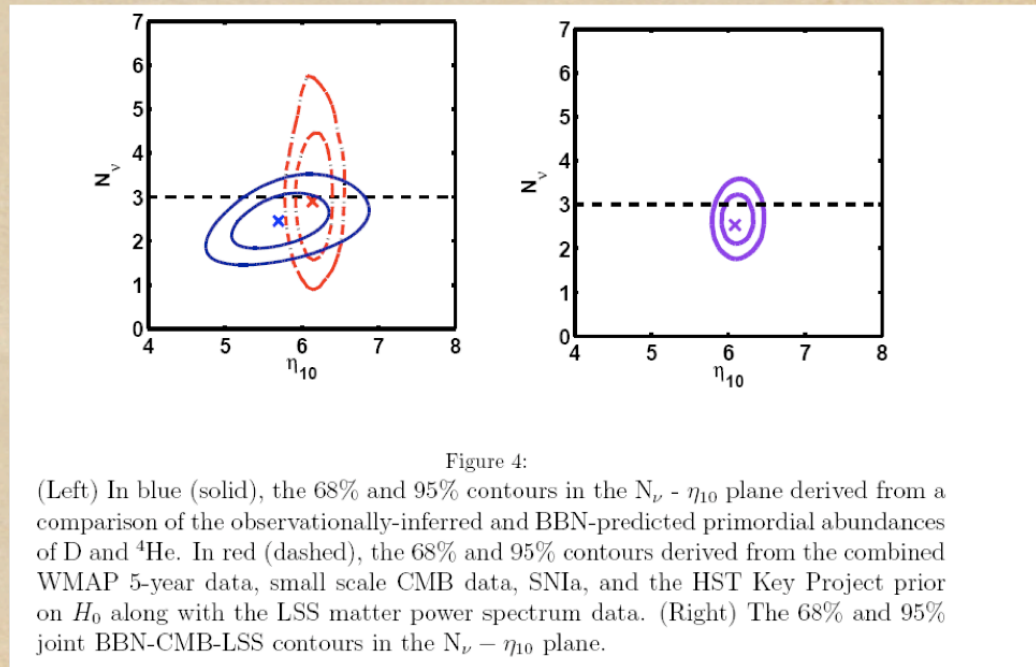 7
6
5
4
3
2
1
0
N_ν
4 5 6 7 8
η_10
7
6
5
4
3
2
1
0
N_ν
4 5 6 7 8
η_10
Figure 4:
(Left) In blue (solid), the 68% and 95% contours in the N_ν - η_10 plane derived from a
comparison of the observationally-inferred and BBN-predicted primordial abundances
of D and ⁴He. In red (dashed), the 68% and 95% contours derived from the combined
WMAP 5-year data, small scale CMB data, SNIa, and the HST Key Project prior
on H_0 along with the LSS matter power spectrum data. (Right) The 68% and 95%
joint BBN-CMB-LSS contours in the N_ν − η_10 plane.